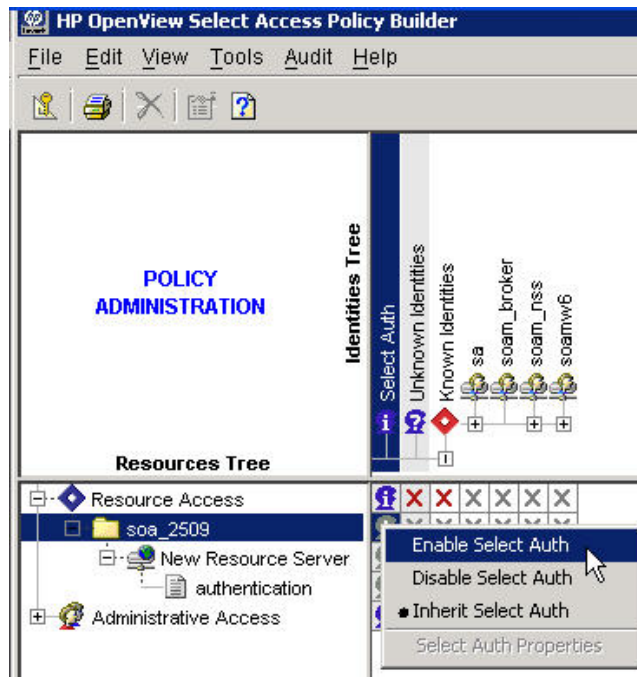 HP OpenView Select Access Policy Builder
File Edit View Tools Audit Help
POLICY
ADMINISTRATION
Identities Tree
Select Auth
Unknown Identities
Known Identities
sa
soam_broker
soam_nss
soamw6
Resources Tree
Resource Access
soa_2509
New Resource Server
authentication
Administrative Access
Enable Select Auth
Disable Select Auth
Inherit Select Auth
Select Auth Properties